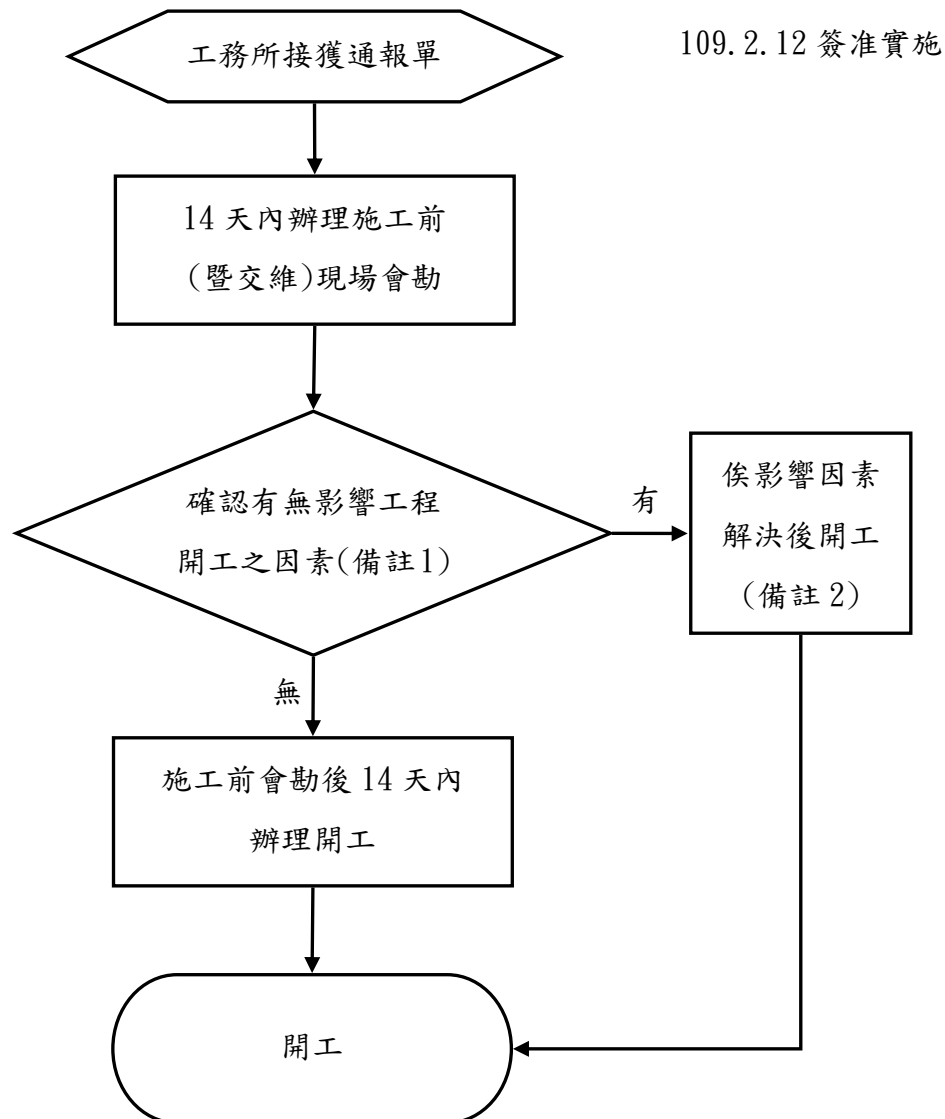 工務所接獲通報單
109.2.12 簽准實施
14 天內辦理施工前
(暨交維)現場會勘
確認有無影響工程
開工之因素(備註1)
有
俟影響因素
解決後開工
(備註 2)
無
施工前會勘後 14 天內
辦理開工
開工